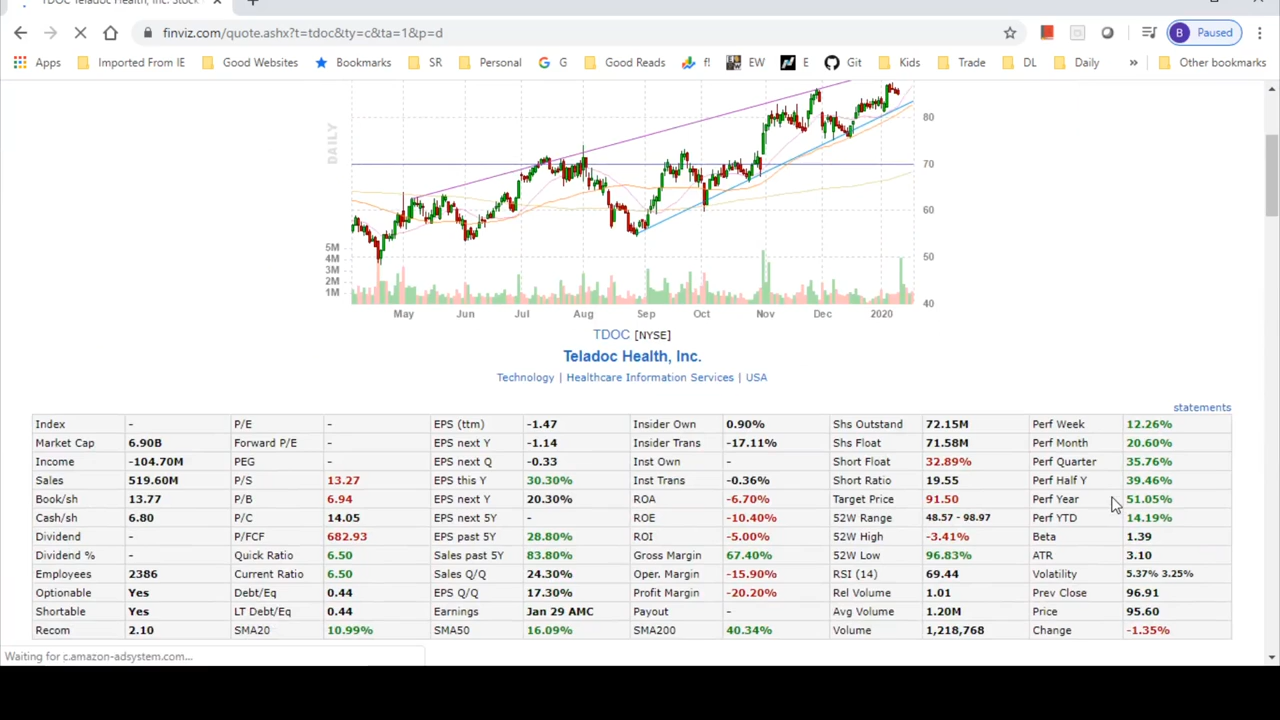 TDOC Teladoc Health, Inc. Stock
finviz.com/quote.ashx?t=tdoc&ty=c&ta=1&p=d
B Paused
Apps Imported From IE Good Websites Bookmarks SR Personal G Good Reads f! EW E Git Kids Trade DL Daily » Other bookmarks
DAILY
80
70
60
50
40
5M
4M
3M
2M
1M
May Jun Jul Aug Sep Oct Nov Dec 2020
TDOC [NYSE]
Teladoc Health, Inc.
Technology | Healthcare Information Services | USA
statements
Index - P/E - EPS (ttm) -1.47 Insider Own 0.90% Shs Outstand 72.15M Perf Week 12.26%
Market Cap 6.90B Forward P/E - EPS next Y -1.14 Insider Trans -17.11% Shs Float 71.58M Perf Month 20.60%
Income -104.70M PEG - EPS next Q -0.33 Inst Own - Short Float 32.89% Perf Quarter 35.76%
Sales 519.60M P/S 13.27 EPS this Y 30.30% Inst Trans -0.36% Short Ratio 19.55 Perf Half Y 39.46%
Book/sh 13.77 P/B 6.94 EPS next Y 20.30% ROA -6.70% Target Price 91.50 Perf Year 51.05%
Cash/sh 6.80 P/C 14.05 EPS next 5Y - ROE -10.40% 52W Range 48.57 - 98.97 Perf YTD 14.19%
Dividend - P/FCF 682.93 EPS past 5Y 28.80% ROI -5.00% 52W High -3.41% Beta 1.39
Dividend % - Quick Ratio 6.50 Sales past 5Y 83.80% Gross Margin 67.40% 52W Low 96.83% ATR 3.10
Employees 2386 Current Ratio 6.50 Sales Q/Q 24.30% Oper. Margin -15.90% RSI (14) 69.44 Volatility 5.37% 3.25%
Optionable Yes Debt/Eq 0.44 EPS Q/Q 17.30% Profit Margin -20.20% Rel Volume 1.01 Prev Close 96.91
Shortable Yes LT Debt/Eq 0.44 Earnings Jan 29 AMC Payout - Avg Volume 1.20M Price 95.60
Recom 2.10 SMA20 10.99% SMA50 16.09% SMA200 40.34% Volume 1,218,768 Change -1.35%
Waiting for c.amazon-adsystem.com...